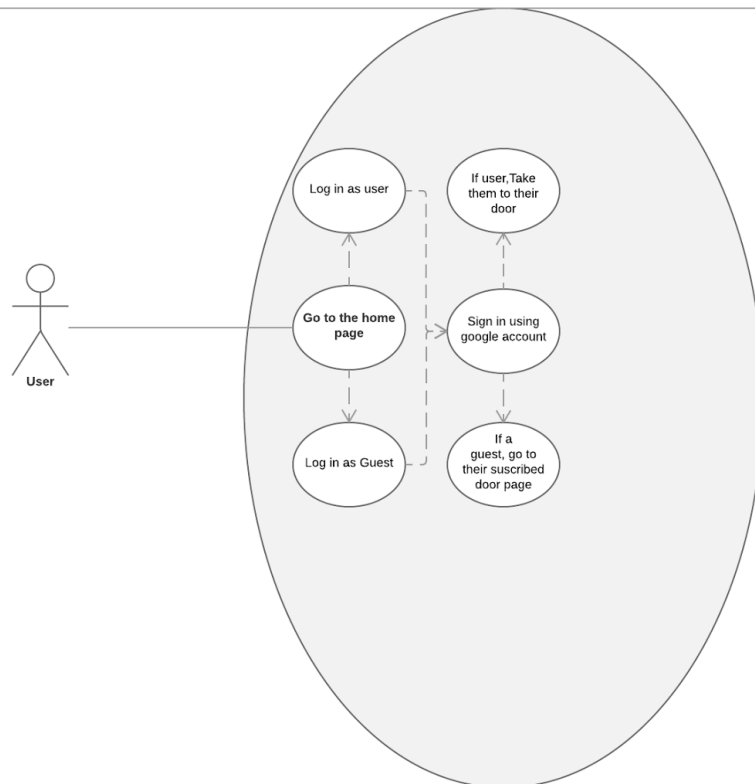 Log in as user
If user,Take
them to their
door
Go to the home
page
Sign in using
google account
User
Log in as Guest
If a
guest, go to
their suscribed
door page